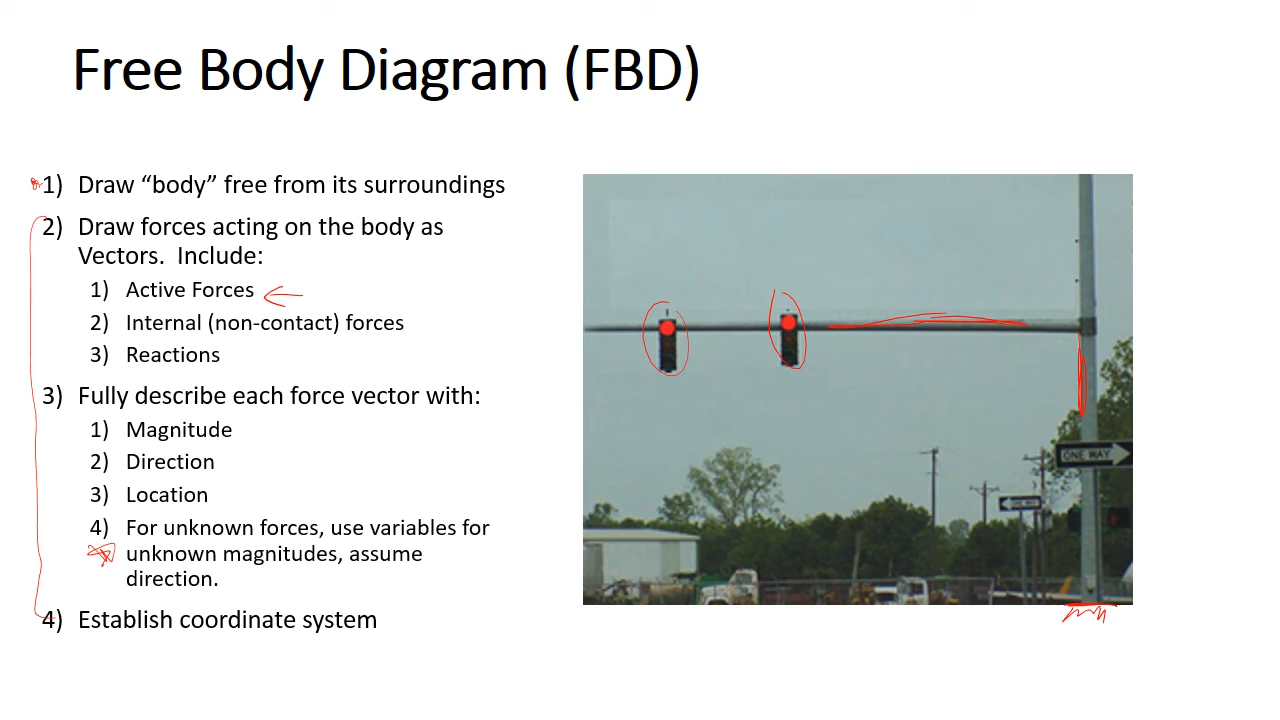 Free Body Diagram (FBD)
1) Draw “body” free from its surroundings
2) Draw forces acting on the body as
Vectors. Include:
1) Active Forces
2) Internal (non-contact) forces
3) Reactions
3) Fully describe each force vector with:
1) Magnitude
2) Direction
3) Location
4) For unknown forces, use variables for
unknown magnitudes, assume
direction.
4) Establish coordinate system
ONE WAY
ONE WAY